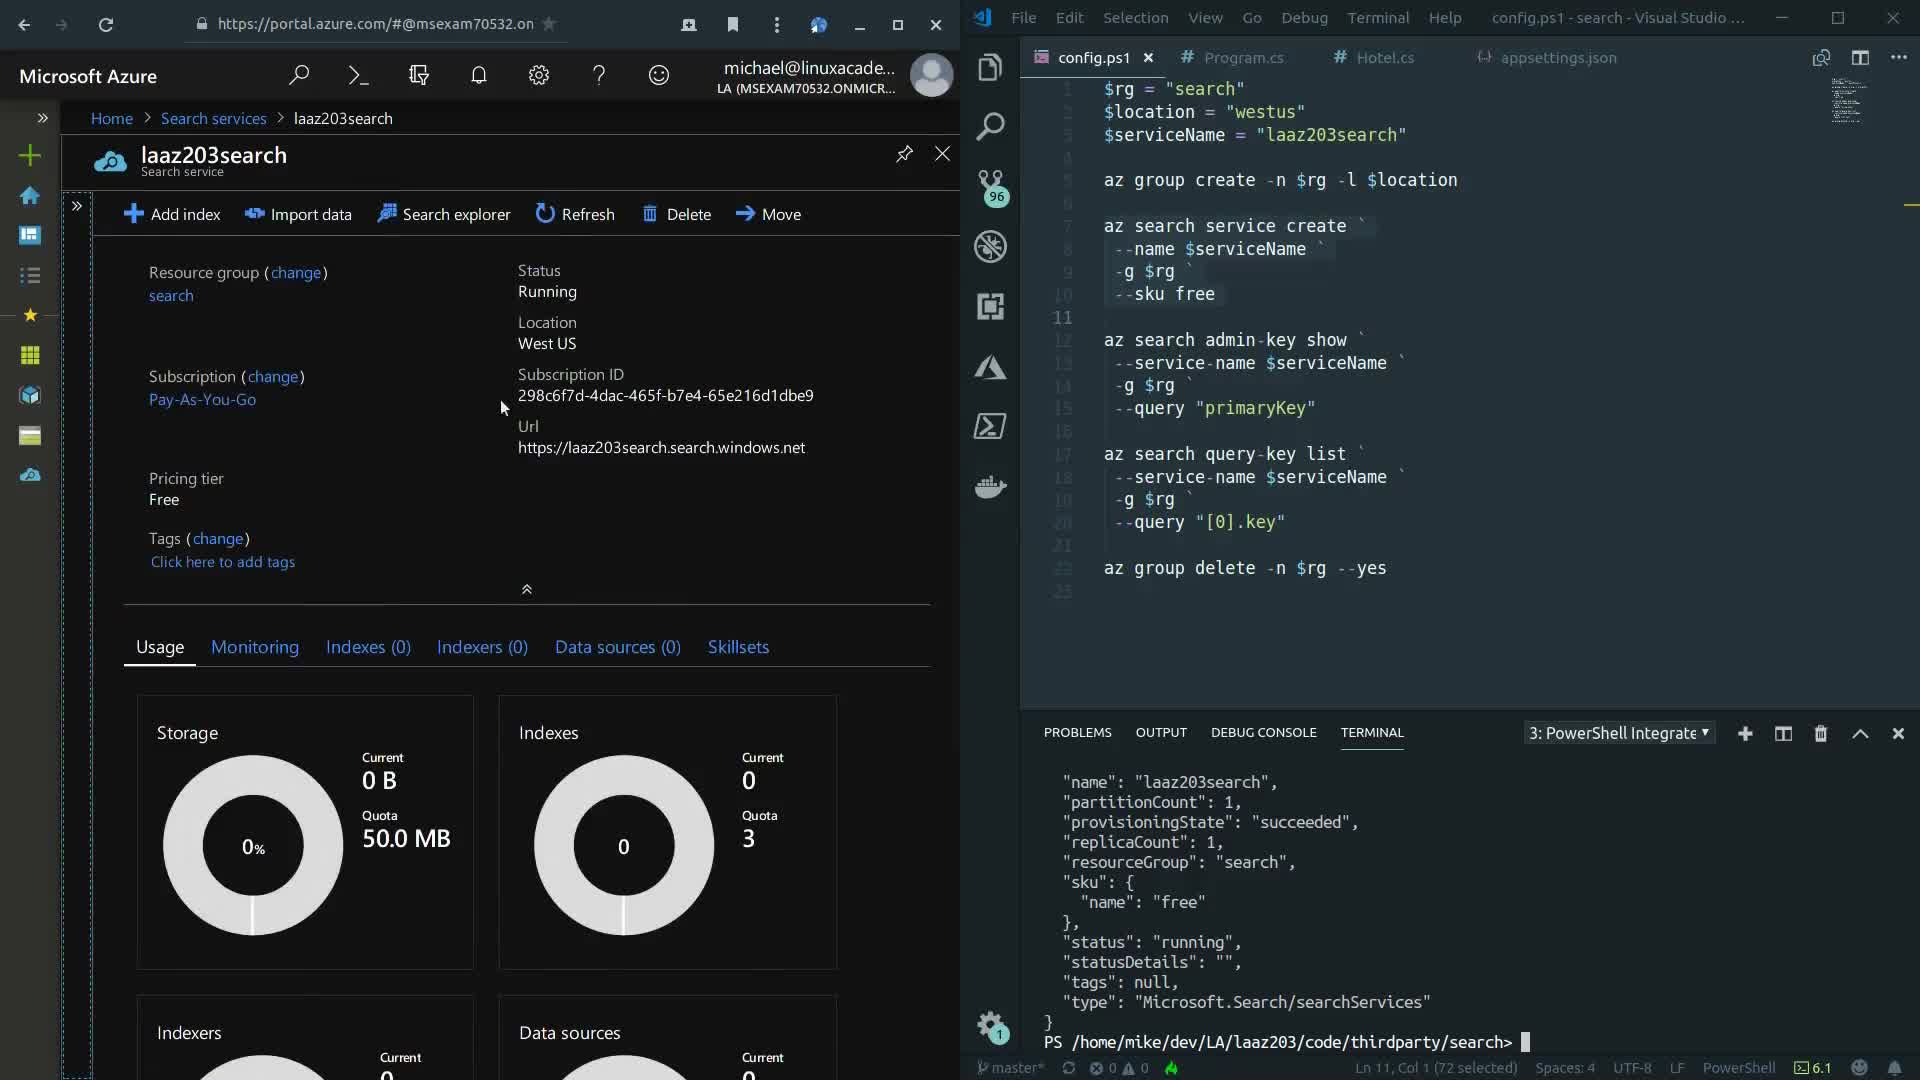 https://portal.azure.com/#@msexam70532.on
Microsoft Azure
michael@linuxacade...
LA (MSEXAM70532.ONMICR...
Home > Search services > laaz203search
laaz203search
Search service
Add index
Import data
Search explorer
Refresh
Delete
Move
Resource group (change)
search
Subscription (change)
Pay-As-You-Go
Pricing tier
Free
Tags (change)
Click here to add tags
Status
Running
Location
West US
Subscription ID
298c6f7d-4dac-465f-b7e4-65e216d1dbe9
Url
https://laaz203search.search.windows.net
Usage
Monitoring
Indexes (0)
Indexers (0)
Data sources (0)
Skillsets
Storage
0%
Current
0 B
Quota
50.0 MB
Indexes
0
Current
0
Quota
3
Indexers
Current
0
Data sources
Current
0
File Edit Selection View Go Debug Terminal Help config.ps1 - search - Visual Studio ...
config.ps1
Program.cs
Hotel.cs
appsettings.json
96
1 $rg = "search"
2 $location = "westus"
3 $serviceName = "laaz203search"
4
5 az group create -n $rg -l $location
6
7 az search service create `
8 --name $serviceName `
9 -g $rg `
10 --sku free
11
12 az search admin-key show `
13 --service-name $serviceName `
14 -g $rg `
15 --query "primaryKey"
16
17 az search query-key list `
18 --service-name $serviceName `
19 -g $rg `
20 --query "[0].key"
21
22 az group delete -n $rg --yes
23
PROBLEMS OUTPUT DEBUG CONSOLE TERMINAL
3: PowerShell Integrate
"name": "laaz203search",
"partitionCount": 1,
"provisioningState": "succeeded",
"replicaCount": 1,
"resourceGroup": "search",
"sku": {
"name": "free"
},
"status": "running",
"statusDetails": "",
"tags": null,
"type": "Microsoft.Search/searchServices"
}
PS /home/mike/dev/LA/laaz203/code/thirdparty/search>
1
master* 0 0 Ln 11, Col 1 (72 selected) Spaces: 4 UTF-8 LF PowerShell 6.1